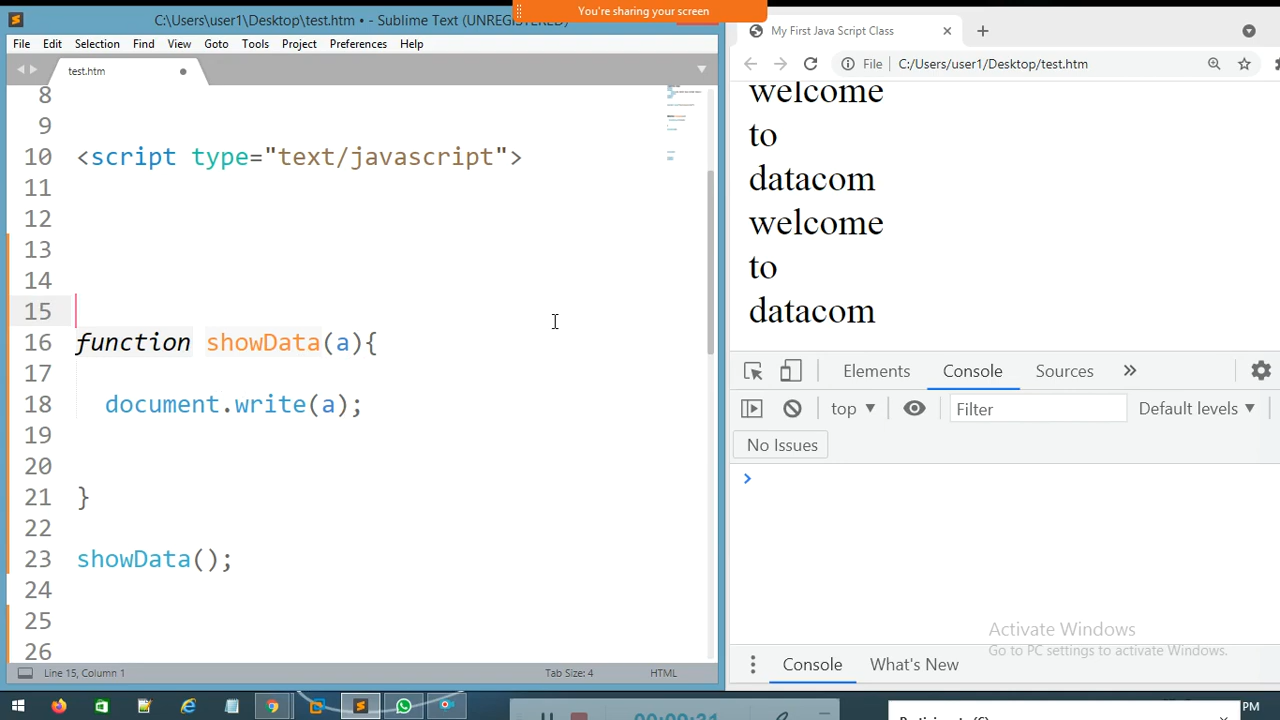 C:\Users\user1\Desktop\test.htm • - Sublime Text (UNREGISTERED)
You're sharing your screen
File Edit Selection Find View Goto Tools Project Preferences Help
test.htm
8
9
10 <script type="text/javascript">
11
12
13
14
15
16 function showData(a){
17
18 document.write(a);
19
20
21 }
22
23 showData();
24
25
26
Line 15, Column 1
Tab Size: 4
HTML
My First Java Script Class
File C:/Users/user1/Desktop/test.htm
welcome
to
datacom
welcome
to
datacom
Elements Console Sources
top Filter Default levels
No Issues
Activate Windows
Go to PC settings to activate Windows.
Console What's New
PM